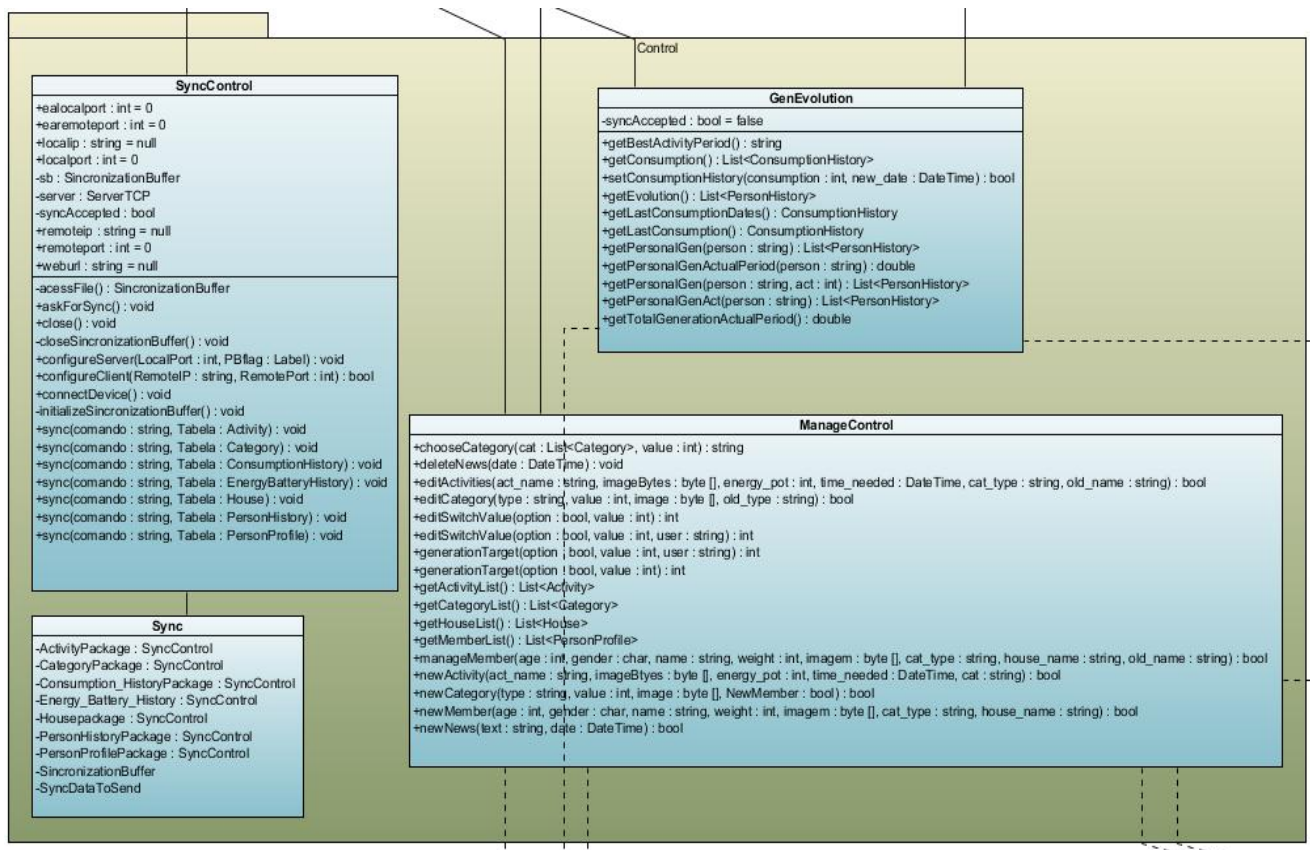 Control
SyncControl
+ealocalport : int = 0
+earemoteport : int = 0
+localip : string = null
+localport : int = 0
-sb : SincronizationBuffer
-server : ServerTCP
-syncAccepted : bool
+remoteip : string = null
+remoteport : int = 0
+weburl : string = null
-acessFile() : SincronizationBuffer
+askForSync() : void
+close() : void
-closeSincronizationBuffer() : void
+configureServer(LocalPort : int, PBflag : Label) : void
+configureClient(RemoteIP : string, RemotePort : int) : bool
+connectDevice() : void
-initializeSincronizationBuffer() : void
+sync(comando : string, Tabela : Activity) : void
+sync(comando : string, Tabela : Category) : void
+sync(comando : string, Tabela : ConsumptionHistory) : void
+sync(comando : string, Tabela : EnergyBatteryHistory) : void
+sync(comando : string, Tabela : House) : void
+sync(comando : string, Tabela : PersonHistory) : void
+sync(comando : string, Tabela : PersonProfile) : void
GenEvolution
-syncAccepted : bool = false
+getBestActivityPeriod() : string
+getConsumption() : List<ConsumptionHistory>
+setConsumptionHistory(consumption : int, new_date : DateTime) : bool
+getEvolution() : List<PersonHistory>
+getLastConsumptionDates() : ConsumptionHistory
+getLastConsumption() : ConsumptionHistory
+getPersonalGen(person : string) : List<PersonHistory>
+getPersonalGenActualPeriod(person : string) : double
+getPersonalGen(person : string, act : int) : List<PersonHistory>
+getPersonalGenAct(person : string) : List<PersonHistory>
+getTotalGenerationActualPeriod() : double
ManageControl
+chooseCategory(cat : List<Category>, value : int) : string
+deleteNews(date : DateTime) : void
+editActivities(act_name : string, imageBytes : byte [], energy_pot : int, time_needed : DateTime, cat_type : string, old_name : string) : bool
+editCategory(type : string, value : int, image : byte [], old_type : string) : bool
+editSwitchValue(option : bool, value : int) : int
+editSwitchValue(option : bool, value : int, user : string) : int
+generationTarget(option : bool, value : int, user : string) : int
+generationTarget(option : bool, value : int) : int
+getActivityList() : List<Activity>
+getCategoryList() : List<Category>
+getHouseList() : List<House>
+getMemberList() : List<PersonProfile>
+manageMember(age : int, gender : char, name : string, weight : int, imagem : byte [], cat_type : string, house_name : string, old_name : string) : bool
+newActivity(act_name : string, imageBtyes : byte [], energy_pot : int, time_needed : DateTime, cat : string) : bool
+newCategory(type : string, value : int, image : byte [], NewMember : bool) : bool
+newMember(age : int, gender : char, name : string, weight : int, imagem : byte [], cat_type : string, house_name : string) : bool
+newNews(text : string, date : DateTime) : bool
Sync
-ActivityPackage : SyncControl
-CategoryPackage : SyncControl
-Consumption_HistoryPackage : SyncControl
-Energy_Battery_History : SyncControl
-Housepackage : SyncControl
-PersonHistoryPackage : SyncControl
-PersonProfilePackage : SyncControl
-SincronizationBuffer
-SyncDataToSend